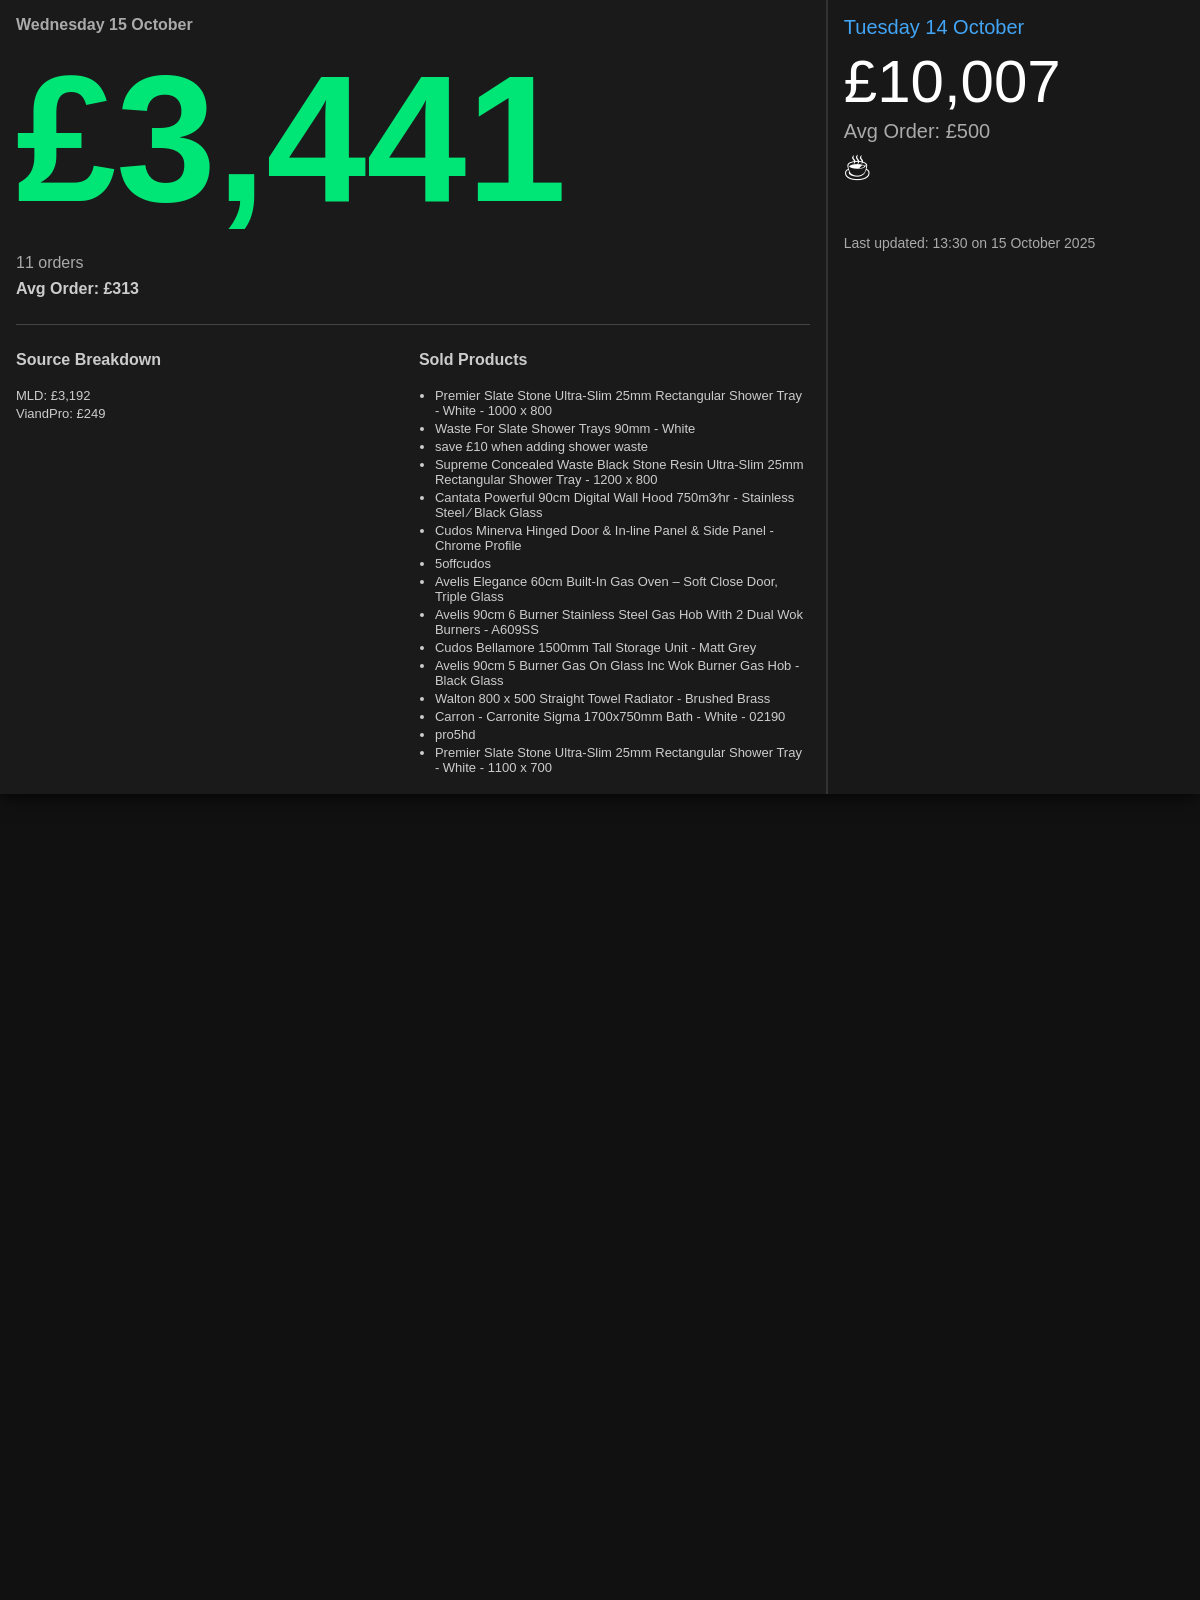 Wednesday 15 October
£3,441
11 orders
Avg Order: £313
Source Breakdown
MLD: £3,192
ViandPro: £249
Sold Products
• Premier Slate Stone Ultra-Slim 25mm Rectangular Shower Tray
- White - 1000 x 800
• Waste For Slate Shower Trays 90mm - White
• save £10 when adding shower waste
• Supreme Concealed Waste Black Stone Resin Ultra-Slim 25mm
Rectangular Shower Tray - 1200 x 800
• Cantata Powerful 90cm Digital Wall Hood 750m3⁄hr - Stainless
Steel ⁄ Black Glass
• Cudos Minerva Hinged Door & In-line Panel & Side Panel -
Chrome Profile
• 5offcudos
• Avelis Elegance 60cm Built-In Gas Oven – Soft Close Door,
Triple Glass
• Avelis 90cm 6 Burner Stainless Steel Gas Hob With 2 Dual Wok
Burners - A609SS
• Cudos Bellamore 1500mm Tall Storage Unit - Matt Grey
• Avelis 90cm 5 Burner Gas On Glass Inc Wok Burner Gas Hob -
Black Glass
• Walton 800 x 500 Straight Towel Radiator - Brushed Brass
• Carron - Carronite Sigma 1700x750mm Bath - White - 02190
• pro5hd
• Premier Slate Stone Ultra-Slim 25mm Rectangular Shower Tray
- White - 1100 x 700
Tuesday 14 October
£10,007
Avg Order: £500
☕
Last updated: 13:30 on 15 October 2025